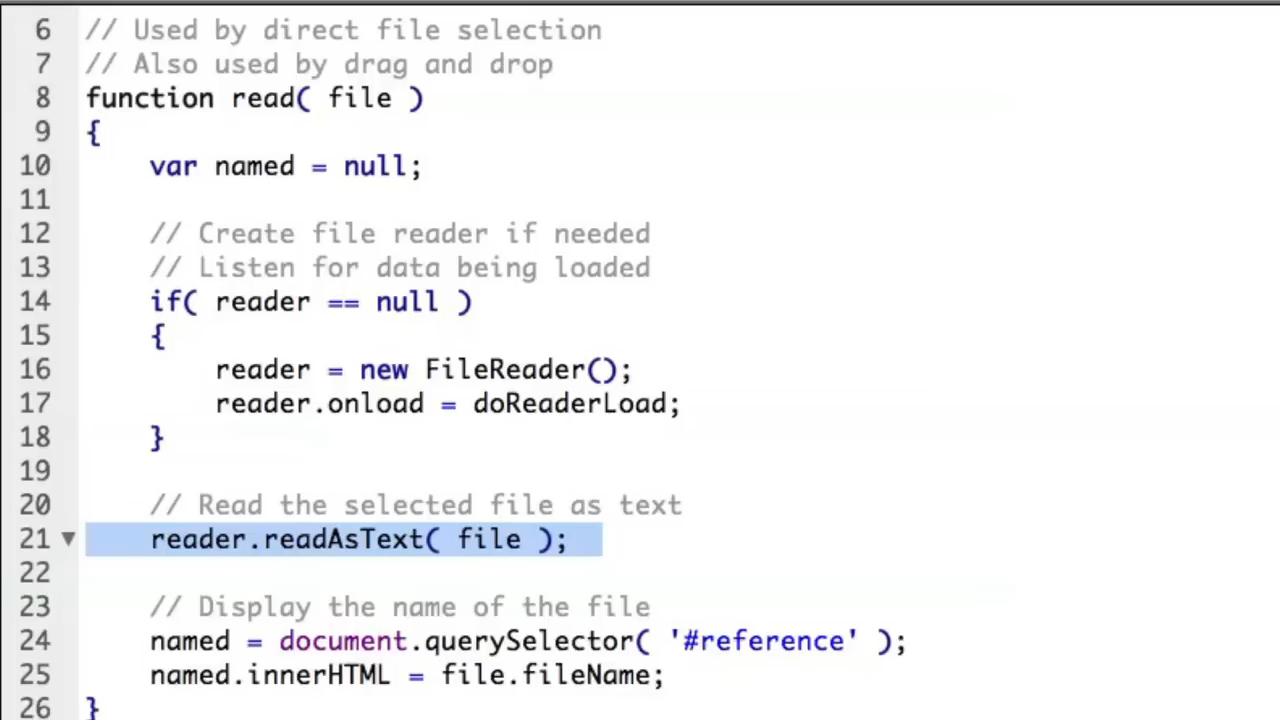 6 // Used by direct file selection
7 // Also used by drag and drop
8 function read( file )
9 {
10 var named = null;
11
12 // Create file reader if needed
13 // Listen for data being loaded
14 if( reader == null )
15 {
16 reader = new FileReader();
17 reader.onload = doReaderLoad;
18 }
19
20 // Read the selected file as text
21 reader.readAsText( file );
22
23 // Display the name of the file
24 named = document.querySelector( '#reference' );
25 named.innerHTML = file.fileName;
26 }